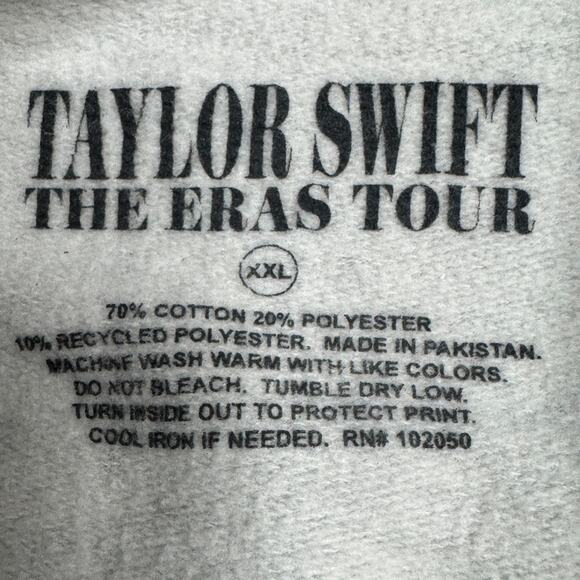 TAYLOR SWIFT
THE ERAS TOUR
XXL
70% COTTON 20% POLYESTER
10% RECYCLED POLYESTER. MADE IN PAKISTAN.
MACHINE WASH WARM WITH LIKE COLORS.
DO NOT BLEACH. TUMBLE DRY LOW.
TURN INSIDE OUT TO PROTECT PRINT.
COOL IRON IF NEEDED. RN# 102050